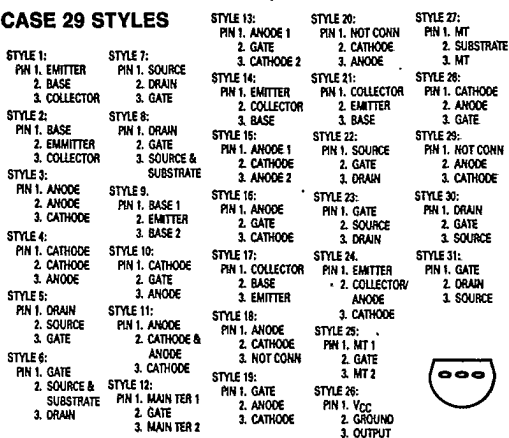 CASE 29 STYLES
STYLE 1:
PIN 1. EMITTER
2. BASE
3. COLLECTOR
STYLE 2:
PIN 1. BASE
2. EMMITTER
3. COLLECTOR
STYLE 3:
PIN 1. ANODE
2. ANODE
3. CATHODE
STYLE 4:
PIN 1. CATHODE
2. CATHODE
3. ANODE
STYLE 5:
PIN 1. DRAIN
2. SOURCE
3. GATE
STYLE 6:
PIN 1. GATE
2. SOURCE &
SUBSTRATE
3. DRAIN
STYLE 7:
PIN 1. SOURCE
2. DRAIN
3. GATE
STYLE 8:
PIN 1. DRAIN
2. GATE
3. SOURCE &
SUBSTRATE
STYLE 9.
PIN 1. BASE 1
2. EMITTER
3. BASE 2
STYLE 10:
PIN 1. CATHODE
2. GATE
3. ANODE
STYLE 11:
PIN 1. ANODE
2. CATHODE &
ANODE
3. CATHODE
STYLE 12:
PIN 1. MAIN TER 1
2. GATE
3. MAIN TER 2
STYLE 13:
PIN 1. ANODE 1
2. GATE
3. CATHODE 2
STYLE 14:
PIN 1. EMITTER
2. COLLECTOR
3. BASE
STYLE 15:
PIN 1. ANODE 1
2. CATHODE
3. ANODE 2
STYLE 16:
PIN 1. ANODE
2. GATE
3. CATHODE
STYLE 17:
PIN 1. COLLECTOR
2. BASE
3. EMITTER
STYLE 18:
PIN 1. ANODE
2. CATHODE
3. NOT CONN
STYLE 19:
PIN 1. GATE
2. ANODE
3. CATHODE
STYLE 20:
PIN 1. NOT CONN
2. CATHODE
3. ANODE
STYLE 21:
PIN 1. COLLECTOR
2. EMITTER
3. BASE
STYLE 22:
PIN 1. SOURCE
2. GATE
3. DRAIN
STYLE 23:
PIN 1. GATE
2. SOURCE
3. DRAIN
STYLE 24.
PIN 1. EMITTER
2. COLLECTOR/
ANODE
3. CATHODE
STYLE 25:
PIN 1. MT 1
2. GATE
3. MT 2
STYLE 26:
PIN 1. VCC
2. GROUND
3. OUTPUT
STYLE 27:
PIN 1. MT
2. SUBSTRATE
3. MT
STYLE 28:
PIN 1. CATHODE
2. ANODE
3. GATE
STYLE 29:
PIN 1. NOT CONN
2. ANODE
3. CATHODE
STYLE 30:
PIN 1. DRAIN
2. GATE
3. SOURCE
STYLE 31:
PIN 1. GATE
2. DRAIN
3. SOURCE